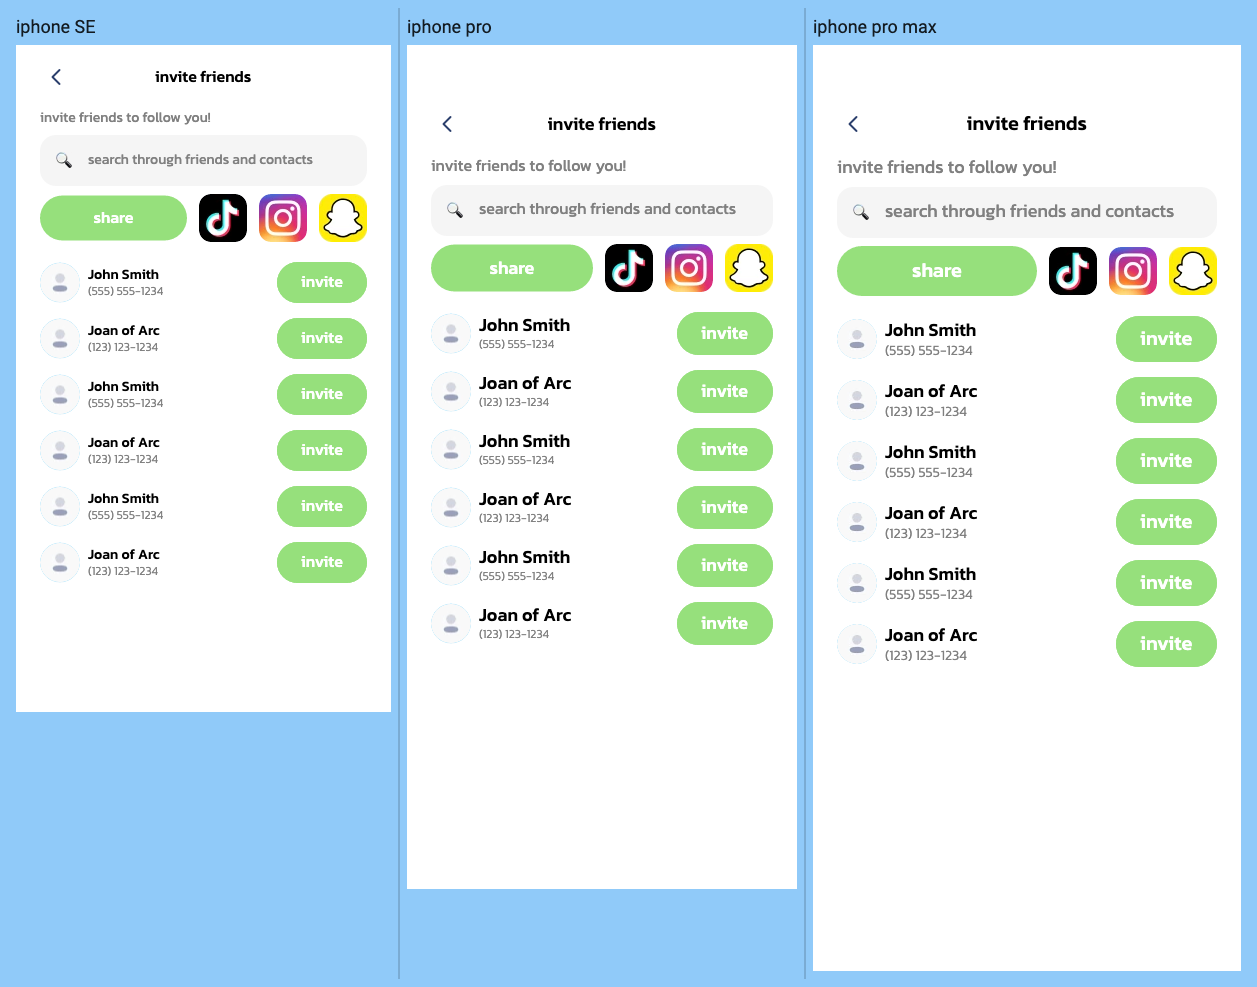 iphone SE
invite friends
invite friends to follow you!
search through friends and contacts
share
John Smith
(555) 555-1234
invite
Joan of Arc
(123) 123-1234
invite
John Smith
(555) 555-1234
invite
Joan of Arc
(123) 123-1234
invite
John Smith
(555) 555-1234
invite
Joan of Arc
(123) 123-1234
invite
iphone pro
invite friends
invite friends to follow you!
search through friends and contacts
share
John Smith
(555) 555-1234
invite
Joan of Arc
(123) 123-1234
invite
John Smith
(555) 555-1234
invite
Joan of Arc
(123) 123-1234
invite
John Smith
(555) 555-1234
invite
Joan of Arc
(123) 123-1234
invite
iphone pro max
invite friends
invite friends to follow you!
search through friends and contacts
share
John Smith
(555) 555-1234
invite
Joan of Arc
(123) 123-1234
invite
John Smith
(555) 555-1234
invite
Joan of Arc
(123) 123-1234
invite
John Smith
(555) 555-1234
invite
Joan of Arc
(123) 123-1234
invite